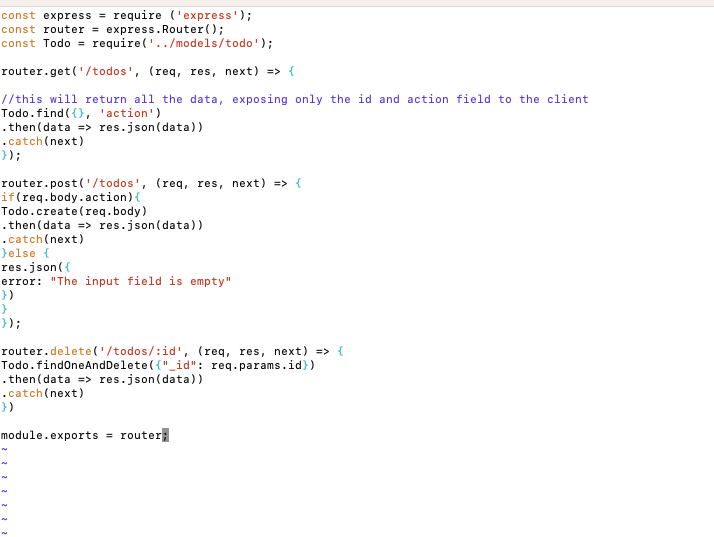 const express = require ('express');
const router = express.Router();
const Todo = require('../models/todo');

router.get('/todos', (req, res, next) => {

//this will return all the data, exposing only the id and action field to the client
Todo.find({}, 'action')
.then(data => res.json(data))
.catch(next)
});

router.post('/todos', (req, res, next) => {
if(req.body.action){
Todo.create(req.body)
.then(data => res.json(data))
.catch(next)
}else {
res.json({
error: "The input field is empty"
})
}
});

router.delete('/todos/:id', (req, res, next) => {
Todo.findOneAndDelete({"_id": req.params.id})
.then(data => res.json(data))
.catch(next)
})

module.exports = router;
~
~
~
~
~
~
~